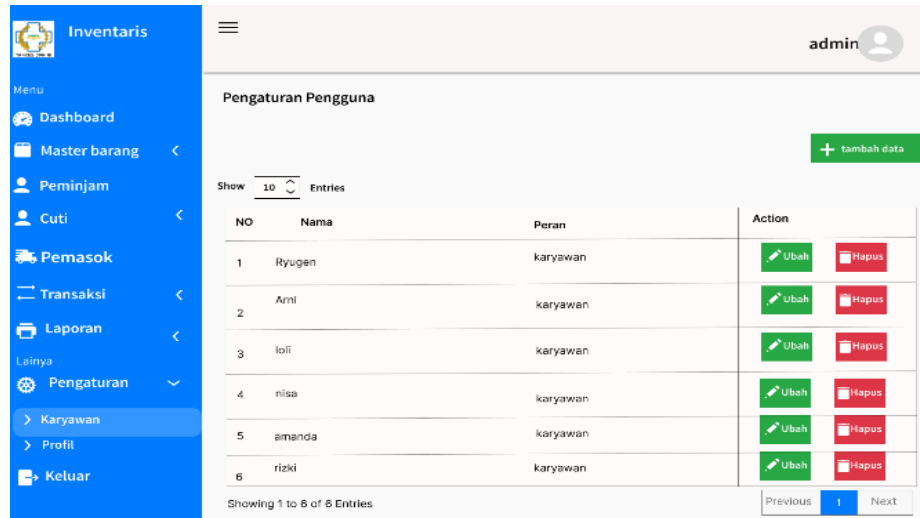 Inventaris
admin
Menu
Dashboard
Master barang
Peminjam
Cuti
Pemasok
Transaksi
Laporan
Lainya
Pengaturan
Karyawan
Profil
Keluar
Pengaturan Pengguna
tambah data
Show 10 Entries
NO Nama Peran Action
1 Ryugen karyawan Ubah Hapus
2 Ami karyawan Ubah Hapus
3 loli karyawan Ubah Hapus
4 nisa karyawan Ubah Hapus
5 amanda karyawan Ubah Hapus
6 rizki karyawan Ubah Hapus
Showing 1 to 6 of 6 Entries
Previous 1 Next